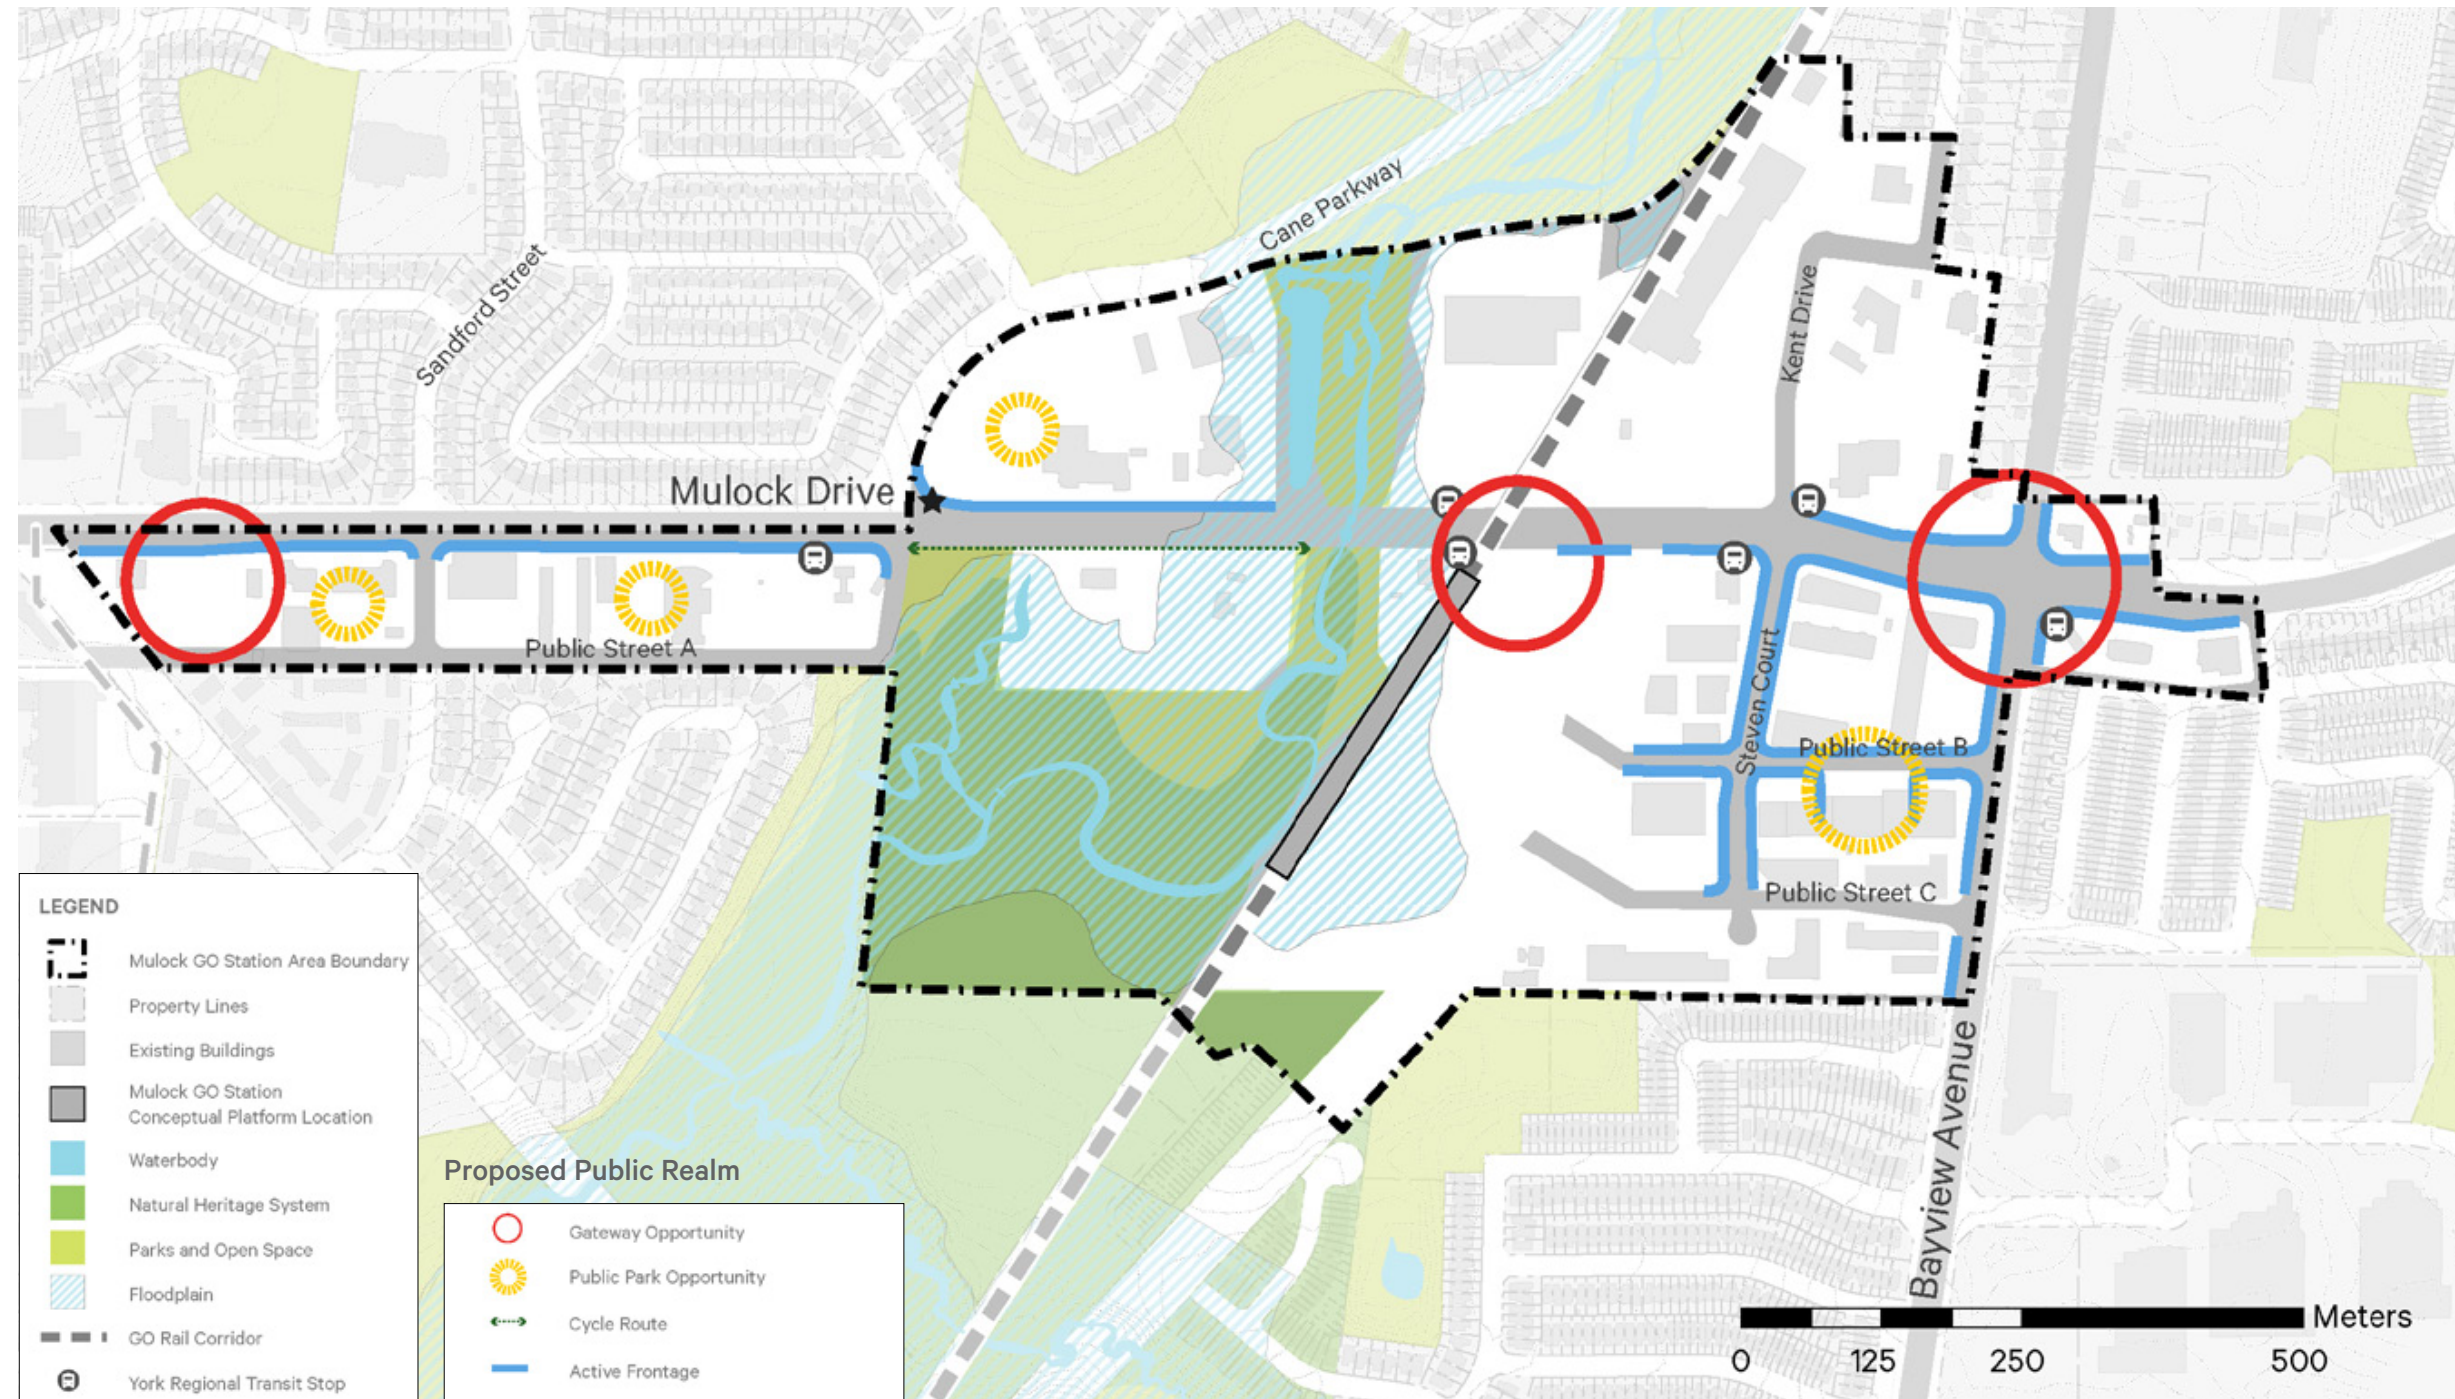 Cane Parkway
Sandford Street
Kent Drive
Mulock Drive
Public Street A
Steven Court
Public Street B
Public Street C
Bayview Avenue
LEGEND
Mulock GO Station Area Boundary
Property Lines
Existing Buildings
Mulock GO Station
Conceptual Platform Location
Waterbody
Natural Heritage System
Parks and Open Space
Floodplain
GO Rail Corridor
York Regional Transit Stop
Proposed Public Realm
Gateway Opportunity
Public Park Opportunity
Cycle Route
Active Frontage
Meters
0 125 250 500